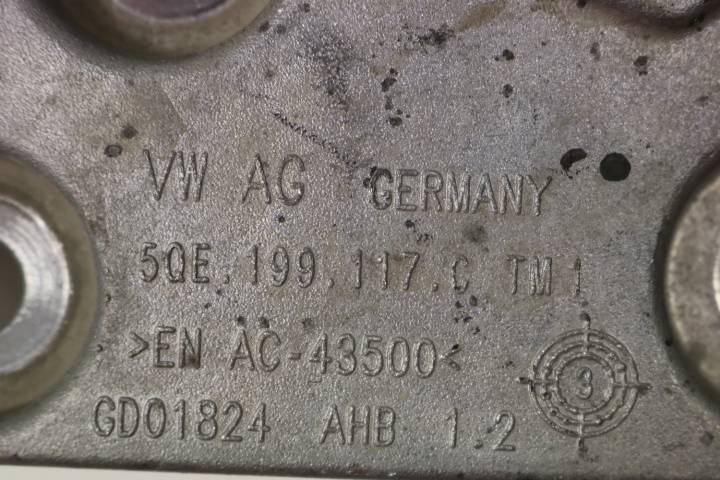 VW AG GERMANY
5QE.199.117.C TM1
>EN AC-43500<
GD01824 AHB 1.2
3